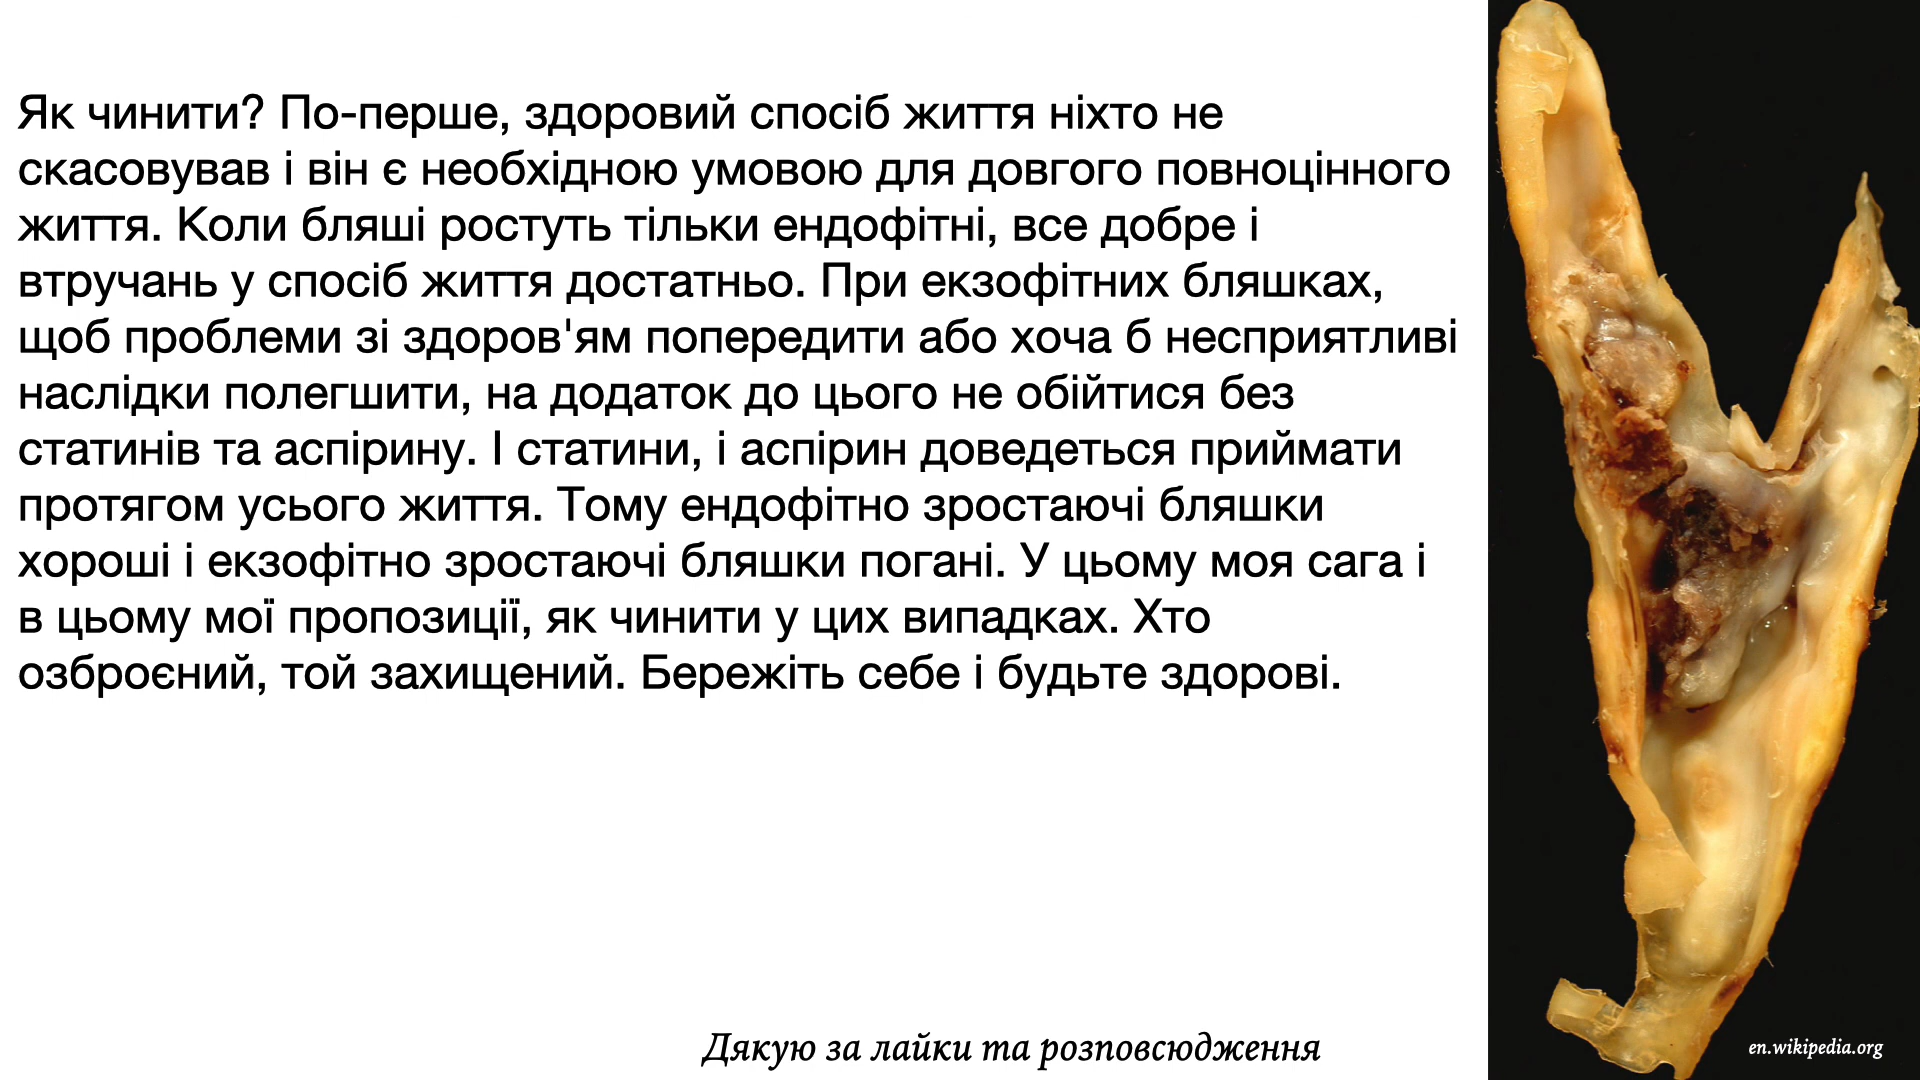 Як чинити? По-перше, здоровий спосіб життя ніхто не
скасовував і він є необхідною умовою для довгого повноцінного
життя. Коли бляші ростуть тільки ендофітні, все добре і
втручань у спосіб життя достатньо. При екзофітних бляшках,
щоб проблеми зі здоров'ям попередити або хоча б несприятливі
наслідки полегшити, на додаток до цього не обійтися без
статинів та аспірину. І статини, і аспірин доведеться приймати
протягом усього життя. Тому ендофітно зростаючі бляшки
хороші і екзофітно зростаючі бляшки погані. У цьому моя сага і
в цьому мої пропозиції, як чинити у цих випадках. Хто
озброєний, той захищений. Бережіть себе і будьте здорові.
Дякую за лайки та розповсюдження
en.wikipedia.org